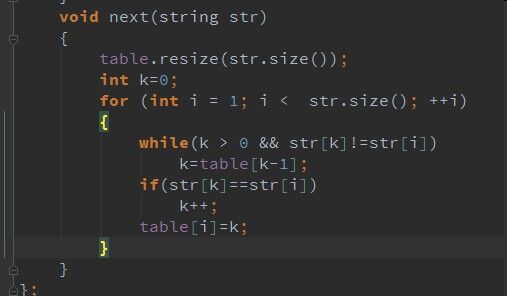 void next(string str)
{
table.resize(str.size());
int k=0;
for (int i = 1; i <  str.size(); ++i)
{
while(k > 0 && str[k]!=str[i])
k=table[k-1];
if(str[k]==str[i])
k++;
table[i]=k;
}
}
};